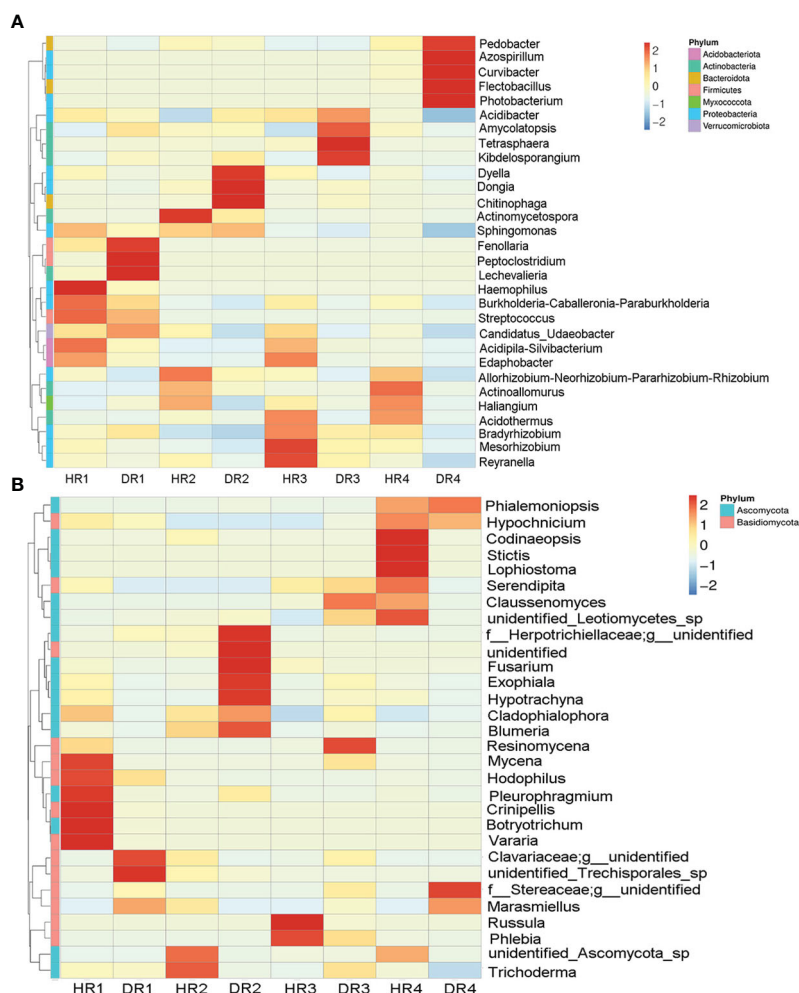 A
Pedobacter
Azospirillum
Curvibacter
Flectobacillus
Photobacterium
Acidibacter
Amycolatopsis
Tetrasphaera
Kibdelosporangium
Dyella
Dongia
Chitinophaga
Actinomycetospora
Sphingomonas
Fenollaria
Peptoclostridium
Lechevalieria
Haemophilus
Burkholderia-Caballeronia-Paraburkholderia
Streptococcus
Candidatus_Udaeobacter
Acidipila-Silvibacterium
Edaphobacter
Allorhizobium-Neorhizobium-Pararhizobium-Rhizobium
Actinoallomurus
Haliangium
Acidothermus
Bradyrhizobium
Mesorhizobium
Reyranella
2
1
0
−1
−2
Phylum
Acidobacteriota
Actinobacteria
Bacteroidota
Firmicutes
Myxococcota
Proteobacteria
Verrucomicrobiota
HR1 DR1 HR2 DR2 HR3 DR3 HR4 DR4
B
Phialemoniopsis
Hypochnicium
Codinaeopsis
Stictis
Lophiostoma
Serendipita
Claussenomyces
unidentified_Leotiomycetes_sp
f__Herpotrichiellaceae;g__unidentified
unidentified
Fusarium
Exophiala
Hypotrachyna
Cladophialophora
Blumeria
Resinomycena
Mycena
Hodophilus
Pleurophragmium
Crinipellis
Botryotrichum
Vararia
Clavariaceae;g__unidentified
unidentified_Trechisporales_sp
f__Stereaceae;g__unidentified
Marasmiellus
Russula
Phlebia
unidentified_Ascomycota_sp
Trichoderma
2
1
0
−1
−2
Phylum
Ascomycota
Basidiomycota
HR1 DR1 HR2 DR2 HR3 DR3 HR4 DR4